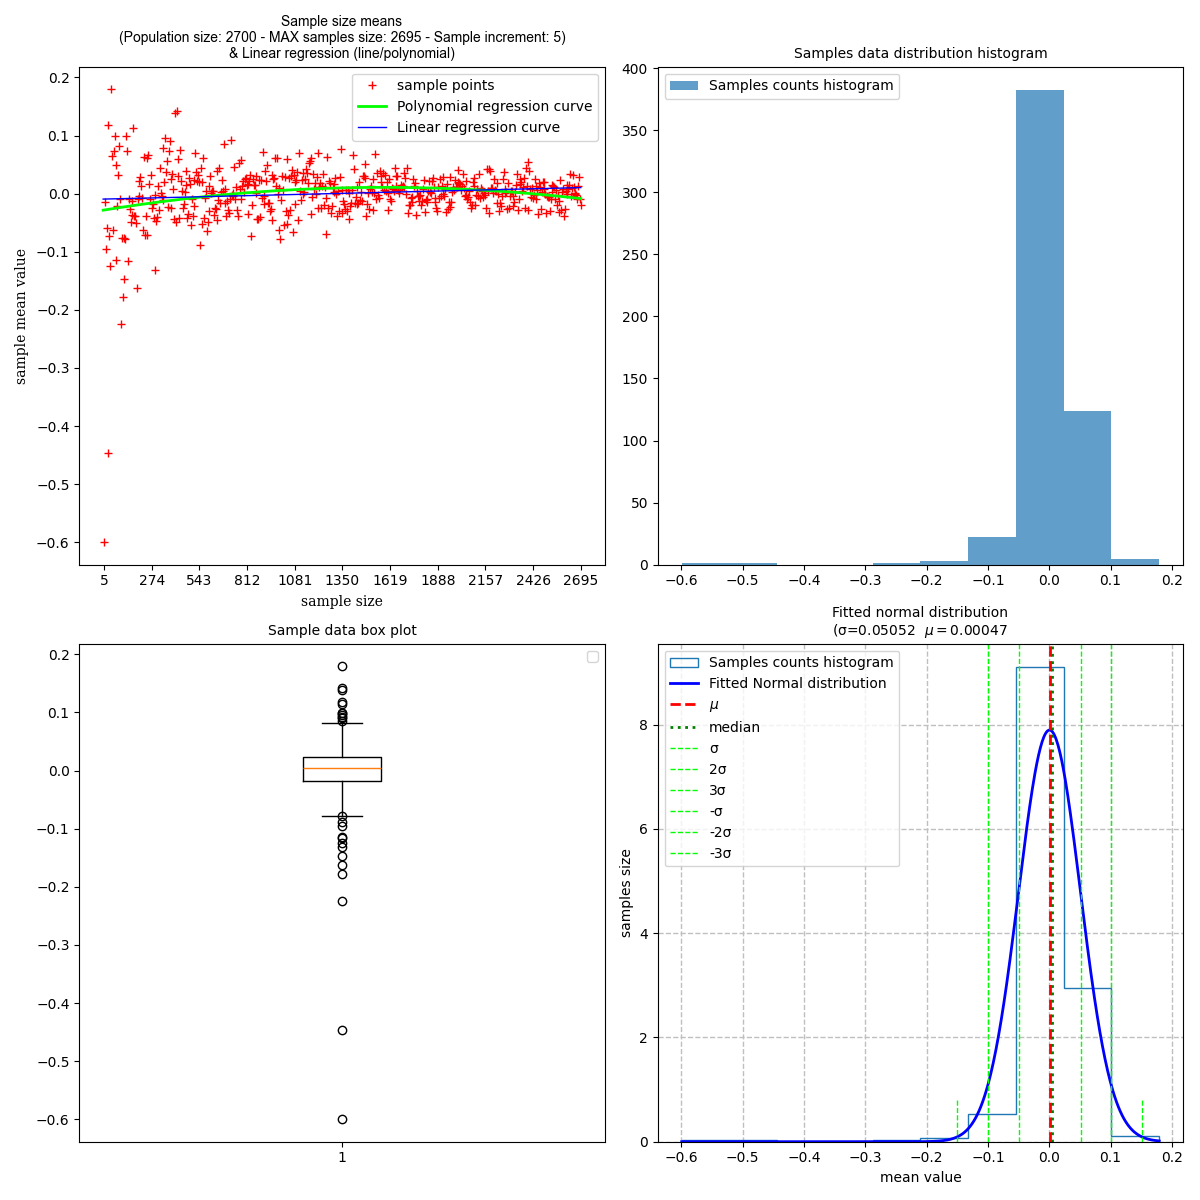 Sample size means
(Population size: 2700 - MAX samples size: 2695 - Sample increment: 5)
& Linear regression (line/polynomial)
sample points
Polynomial regression curve
Linear regression curve
0.2
0.1
0.0
−0.1
−0.2
−0.3
−0.4
−0.5
−0.6
sample mean value
5 274 543 812 1081 1350 1619 1888 2157 2426 2695
sample size
Samples data distribution histogram
Samples counts histogram
400
350
300
250
200
150
100
50
0
−0.6 −0.5 −0.4 −0.3 −0.2 −0.1 0.0 0.1 0.2
Sample data box plot
0.2
0.1
0.0
−0.1
−0.2
−0.3
−0.4
−0.5
−0.6
1
Fitted normal distribution
(σ=0.05052 μ = 0.00047
Samples counts histogram
Fitted Normal distribution
μ
median
σ
2σ
3σ
-σ
-2σ
-3σ
8
6
4
2
0
samples size
−0.6 −0.5 −0.4 −0.3 −0.2 −0.1 0.0 0.1 0.2
mean value